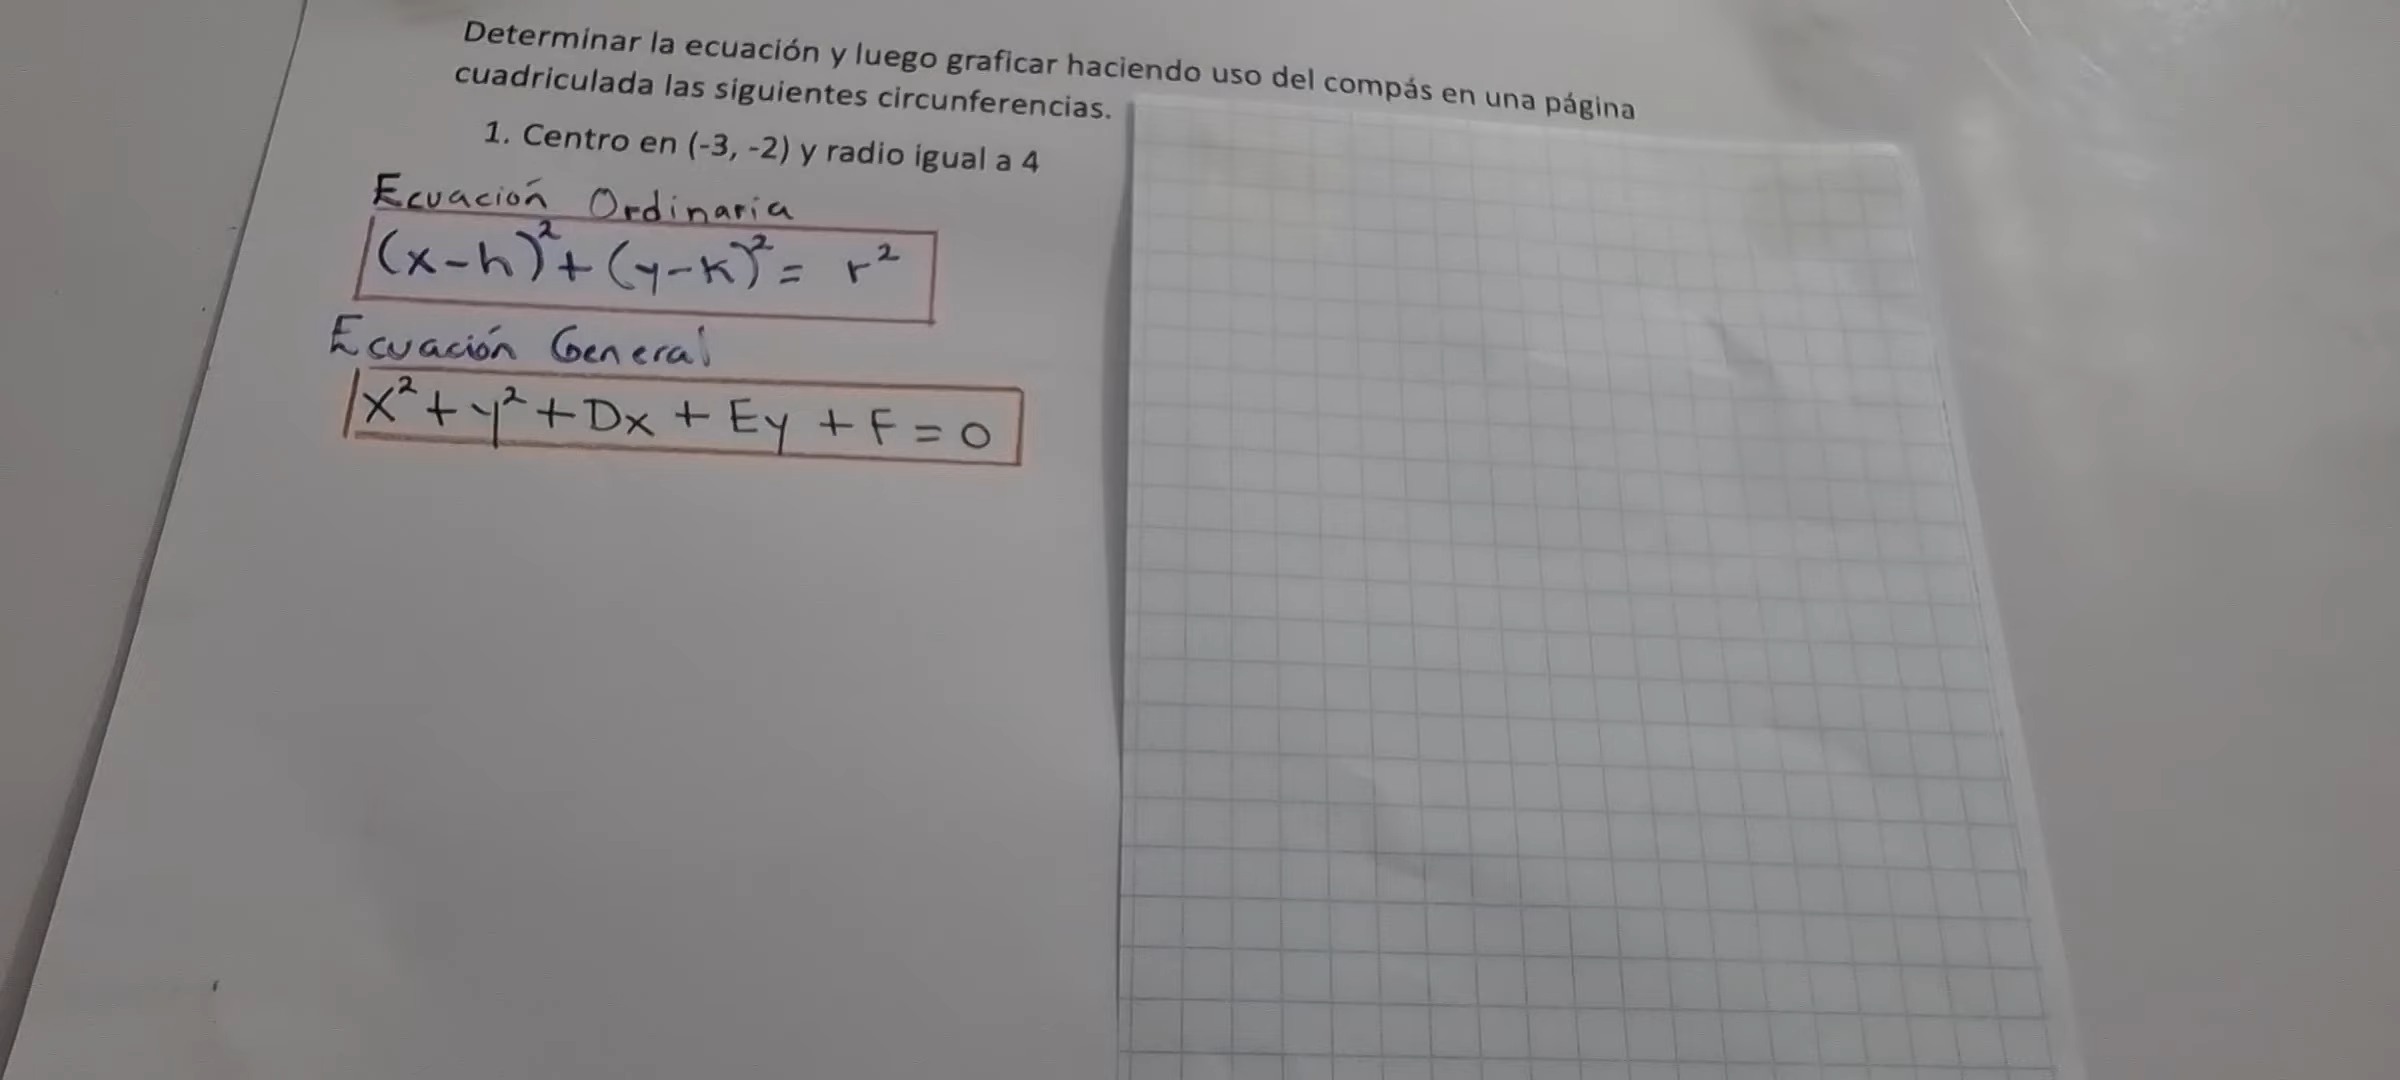 Determinar la ecuación y luego graficar haciendo uso del compás en una página
cuadriculada las siguientes circunferencias.
1. Centro en (-3, -2) y radio igual a 4
Ecuación Ordinaria
(x-h)²+(y-k)²= r²
Ecuación General
x²+y²+Dx+Ey+F=0